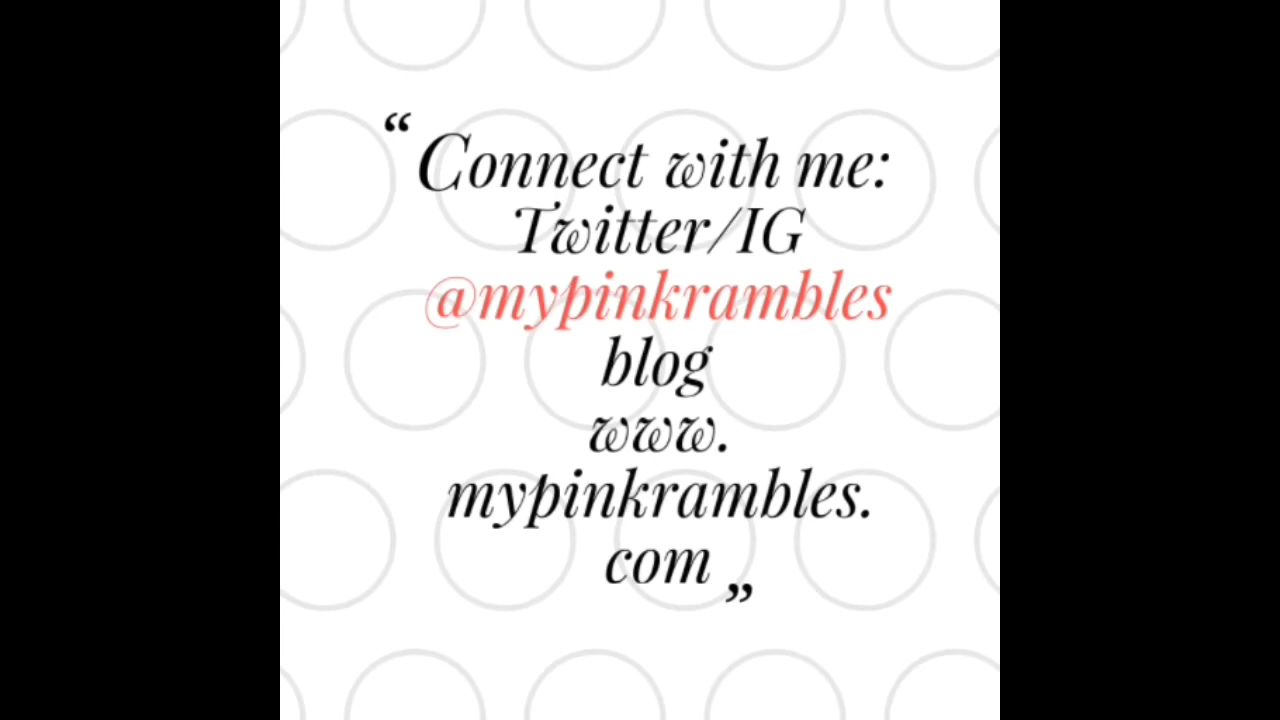 “Connect with me:
Twitter/IG
@mypinkrambles
blog
www.
mypinkrambles.
com”